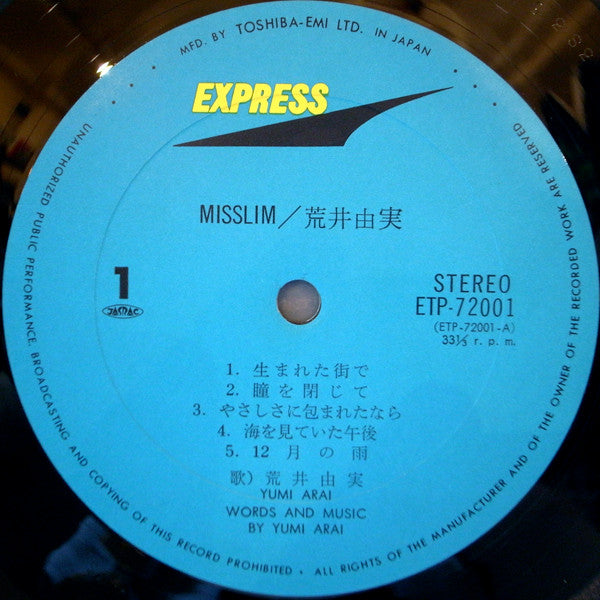 MFD. BY TOSHIBA-EMI LTD. IN JAPAN
EXPRESS
MISSLIM／荒井由実
1
JASRAC
STEREO
ETP-72001
(ETP-72001-A)
33⅓ r. p. m.
1. 生まれた街で
2. 瞳を閉じて
3. やさしさに包まれたなら
4. 海を見ていた午後
5. 12月の雨
歌）荒井由実
YUMI ARAI
WORDS AND MUSIC
BY YUMI ARAI
UNAUTHORIZED PUBLIC PERFORMANCE, BROADCASTING AND COPYING OF THIS RECORD PROHIBITED • ALL RIGHTS OF THE MANUFACTURER AND OF THE OWNER OF THE RECORDED WORK ARE RESERVED